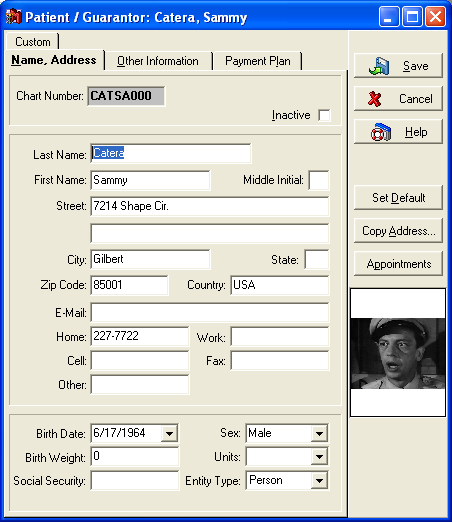 Patient / Guarantor: Catera, Sammy
Custom
Name, Address Other Information Payment Plan
Chart Number: CATSA000
Inactive
Last Name: Catera
First Name: Sammy Middle Initial:
Street: 7214 Shape Cir.
City: Gilbert State:
Zip Code: 85001 Country: USA
E-Mail:
Home: 227-7722 Work:
Cell: Fax:
Other:
Birth Date: 6/17/1964 Sex: Male
Birth Weight: 0 Units:
Social Security: Entity Type: Person
Save
Cancel
Help
Set Default
Copy Address...
Appointments